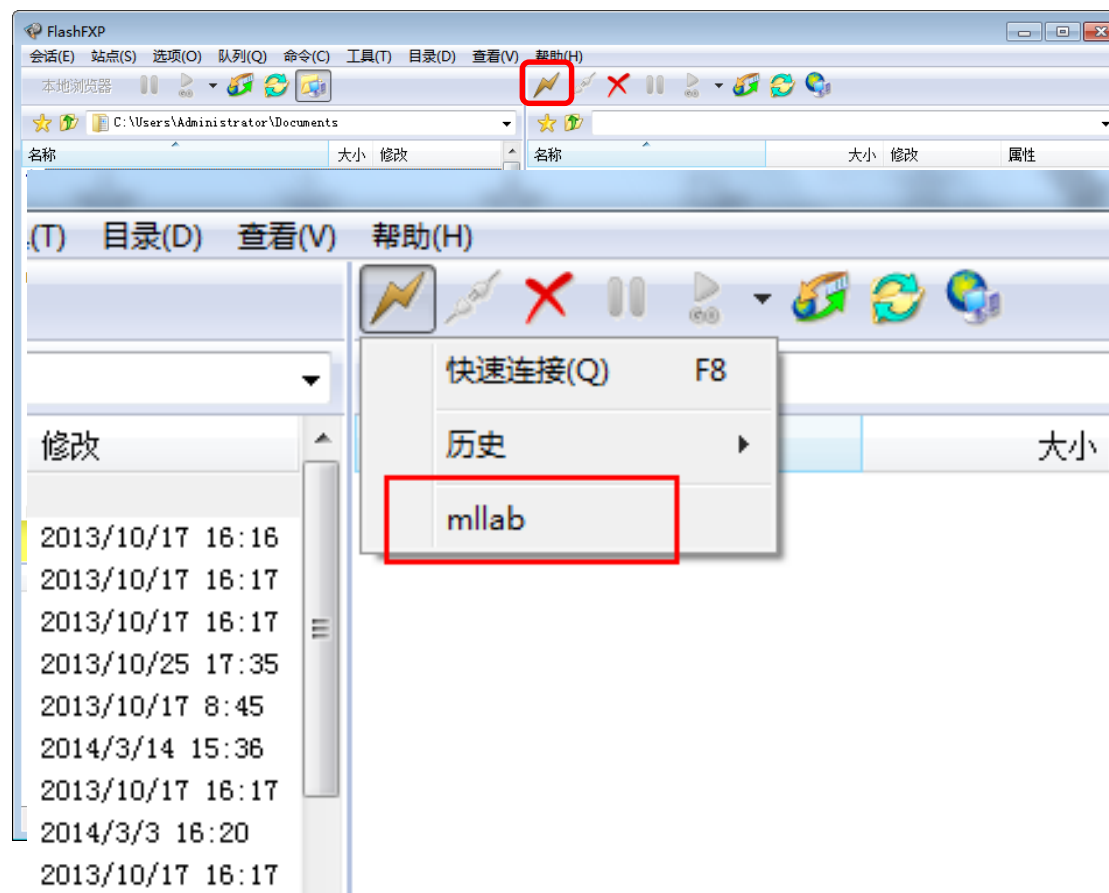 FlashFXP
会话(E) 站点(S) 选项(O) 队列(Q) 命令(C) 工具(T) 目录(D) 查看(V) 帮助(H)
本地浏览器
C:\Users\Administrator\Documents
名称 大小 修改 名称 大小 修改 属性
(T) 目录(D) 查看(V) 帮助(H)
GO
快速连接(Q) F8
修改 历史 大小
mllab
2013/10/17 16:16
2013/10/17 16:17
2013/10/17 16:17
2013/10/25 17:35
2013/10/17 8:45
2014/3/14 15:36
2013/10/17 16:17
2014/3/3 16:20
2013/10/17 16:17